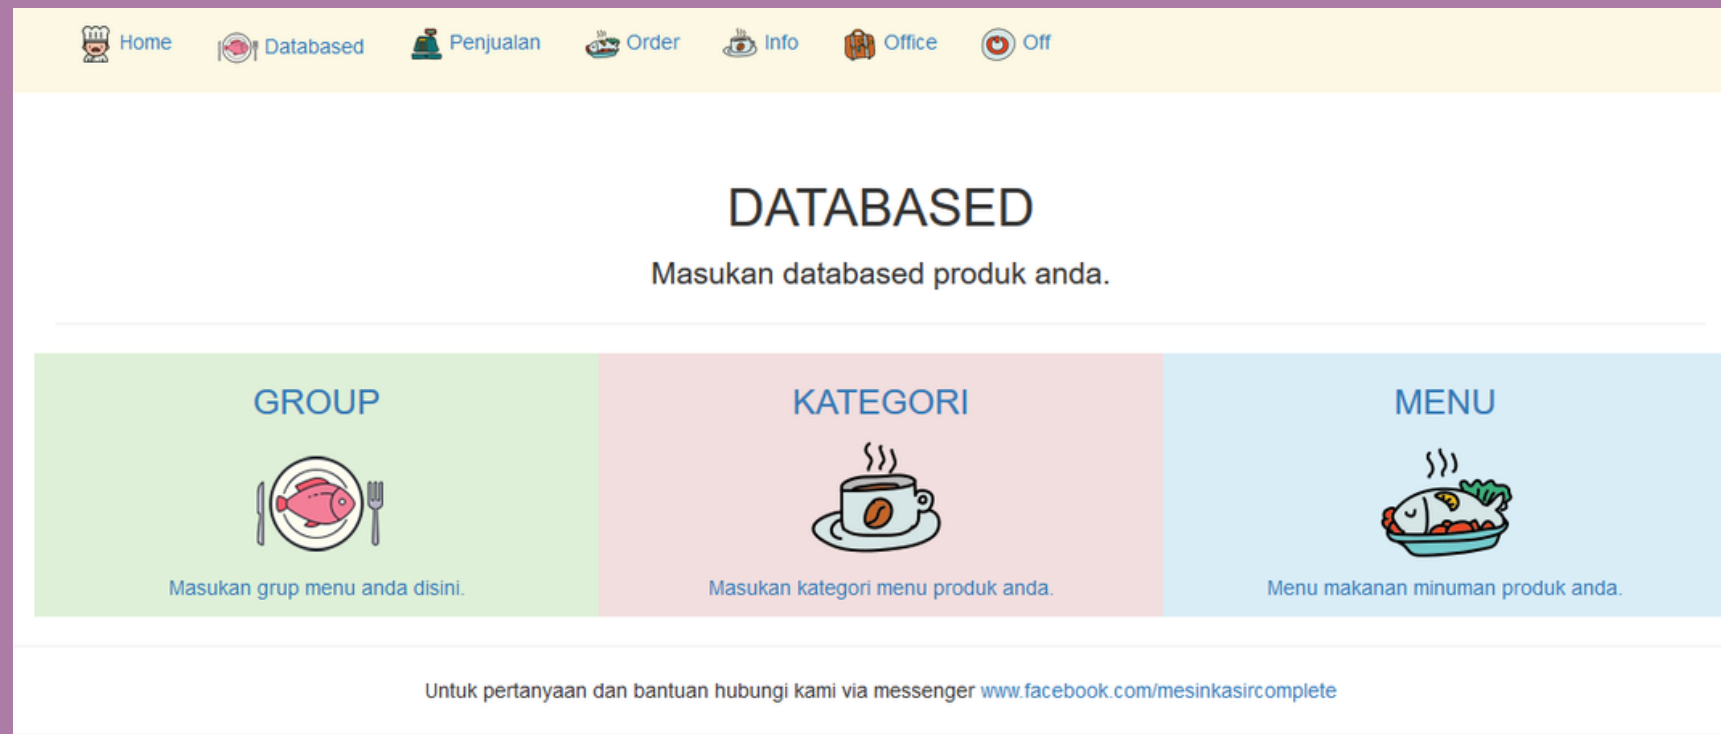 Home Databased Penjualan Order Info Office Off
DATABASED
Masukan databased produk anda.
GROUP
Masukan grup menu anda disini.
KATEGORI
Masukan kategori menu produk anda.
MENU
Menu makanan minuman produk anda.
Untuk pertanyaan dan bantuan hubungi kami via messenger www.facebook.com/mesinkasircomplete